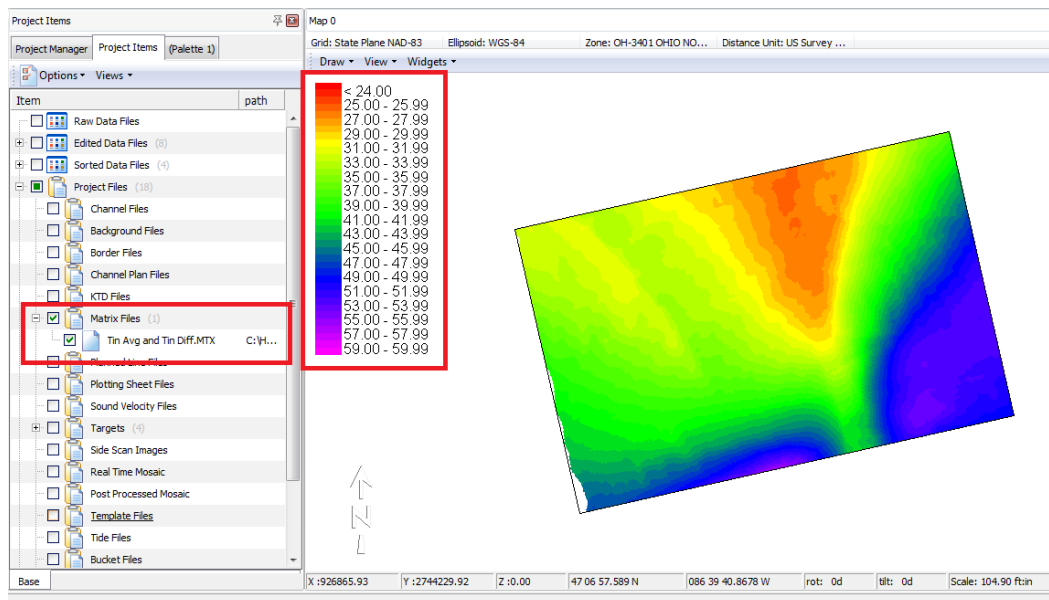 Project Items
Project Manager Project Items (Palette 1)
Options Views
Item path
Raw Data Files
Edited Data Files (8)
Sorted Data Files (4)
Project Files (18)
Channel Files
Background Files
Border Files
Channel Plan Files
KTD Files
Matrix Files (1)
Tin Avg and Tin Diff.MTX C:\H...
Planned Line Files
Plotting Sheet Files
Sound Velocity Files
Targets (4)
Side Scan Images
Real Time Mosaic
Post Processed Mosaic
Template Files
Tide Files
Bucket Files
Base
Map 0
Grid: State Plane NAD-83 Ellipsoid: WGS-84 Zone: OH-3401 OHIO NO... Distance Unit: US Survey ...
Draw View Widgets
< 24.00
25.00 - 25.99
27.00 - 27.99
29.00 - 29.99
31.00 - 31.99
33.00 - 33.99
35.00 - 35.99
37.00 - 37.99
39.00 - 39.99
41.00 - 41.99
43.00 - 43.99
45.00 - 45.99
47.00 - 47.99
49.00 - 49.99
51.00 - 51.99
53.00 - 53.99
55.00 - 55.99
57.00 - 57.99
59.00 - 59.99
N
X :926865.93 Y :2744229.92 Z :0.00 47 06 57.589 N 086 39 40.8678 W rot: 0d tilt: 0d Scale: 104.90 ft:in